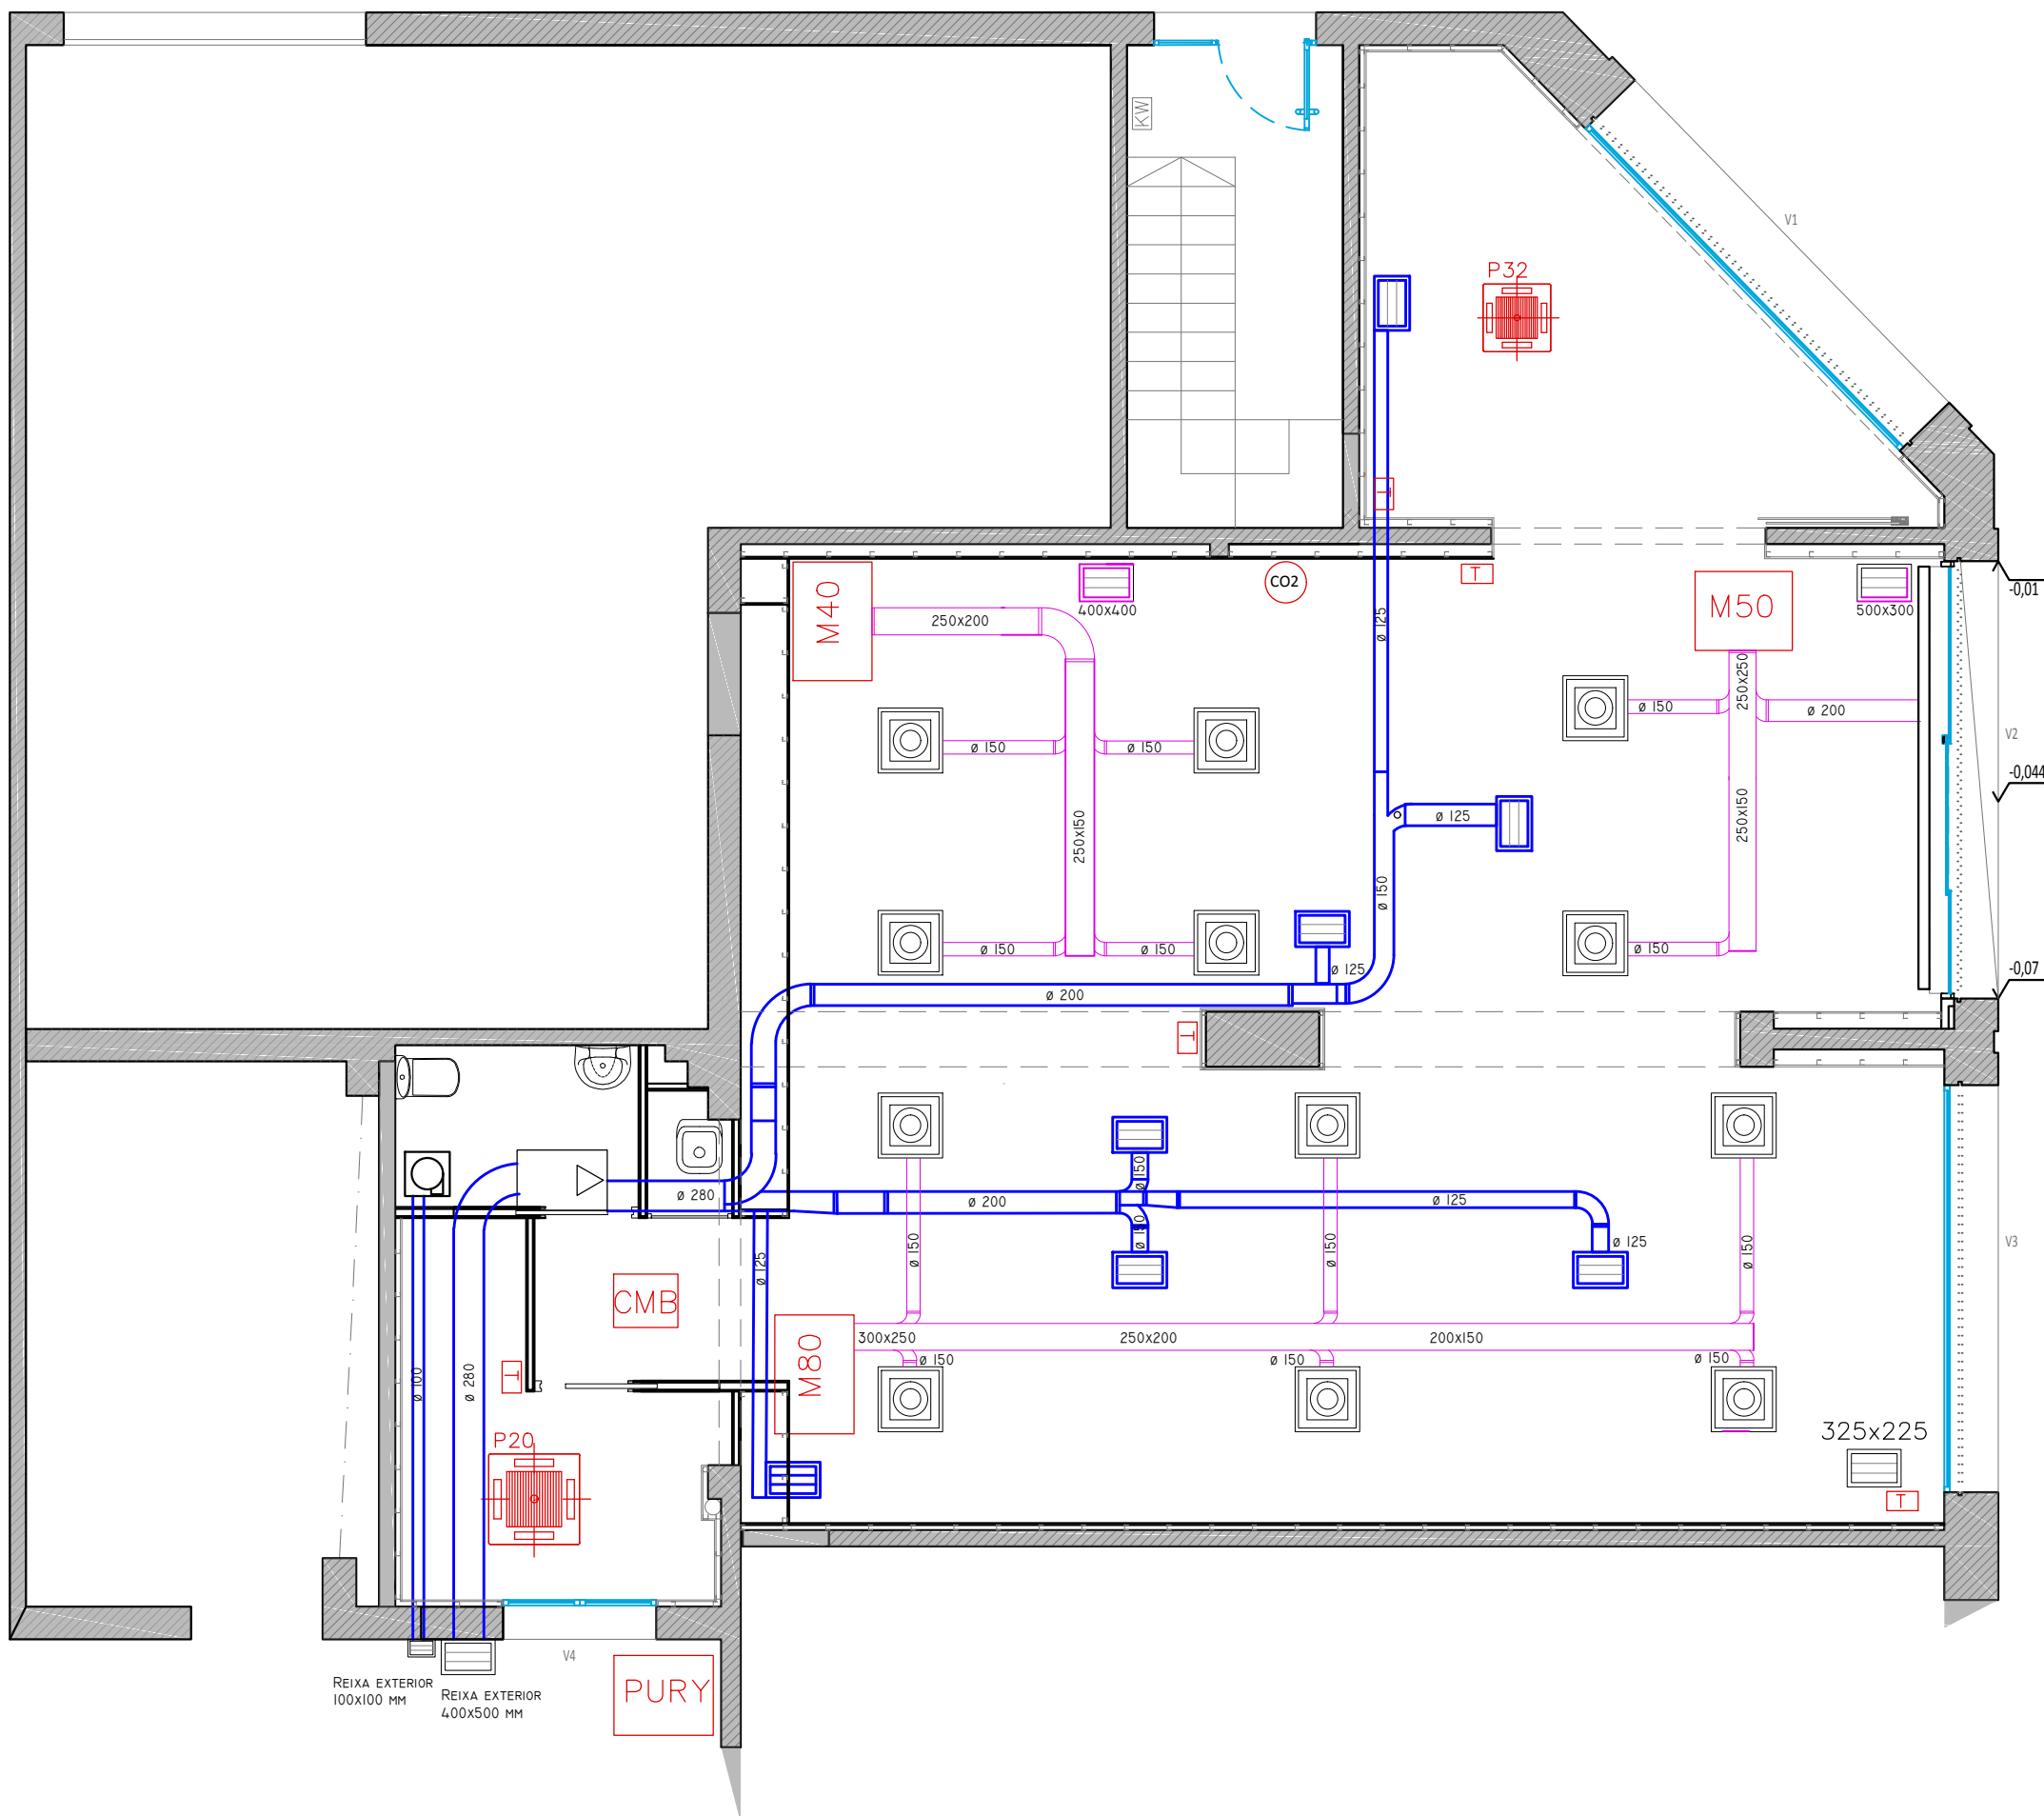 KW
V1
P32
T
M40
250x200
400x400
CO2
T
M50
500x300
-0,01
ø 125
250x250
ø 150
ø 200
V2
ø 150
ø 150
-0,044
250x150
250x150
ø 125
ø 150
ø 150
ø 150
ø 150
ø 125
-0,07
ø 200
T
ø 150
ø 280
ø 200
ø 125
ø 150
ø 125
ø 150
ø 150
ø 150
ø 125
V3
CMB
M80
300x250
250x200
200x150
ø 150
ø 150
ø 150
ø 100
ø 280
T
P20
325x225
T
V4
REIXA EXTERIOR
100x100 MM
REIXA EXTERIOR
400x500 MM
PURY